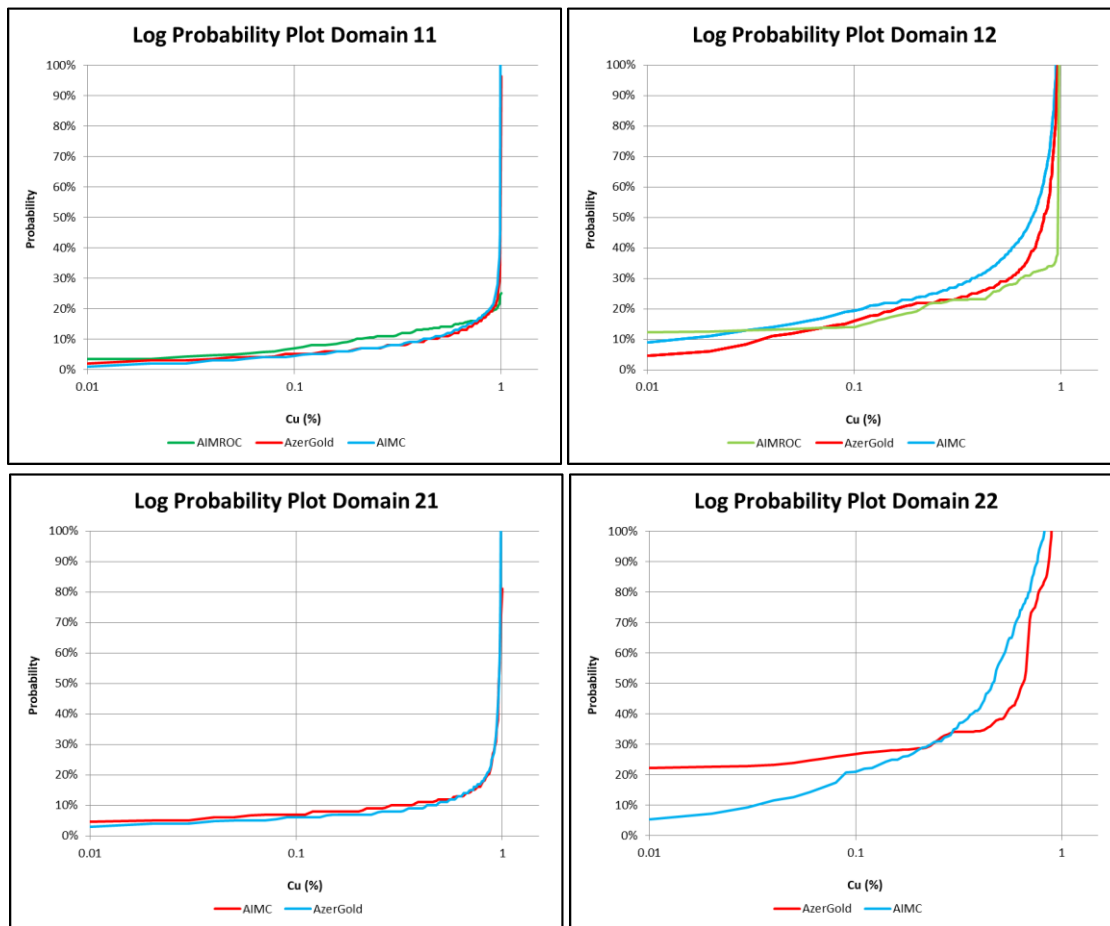 Log Probability Plot Domain 11
100%
90%
80%
70%
60%
50%
40%
30%
20%
10%
0%
Probability
0.01 0.1 1
Cu (%)
AIMROC AzerGold AIMC
Log Probability Plot Domain 12
100%
90%
80%
70%
60%
50%
40%
30%
20%
10%
0%
Probability
0.01 0.1 1
Cu (%)
AIMROC AzerGold AIMC
Log Probability Plot Domain 21
100%
90%
80%
70%
60%
50%
40%
30%
20%
10%
0%
Probability
0.01 0.1 1
Cu (%)
AIMC AzerGold
Log Probability Plot Domain 22
100%
90%
80%
70%
60%
50%
40%
30%
20%
10%
0%
Probability
0.01 0.1 1
Cu (%)
AzerGold AIMC